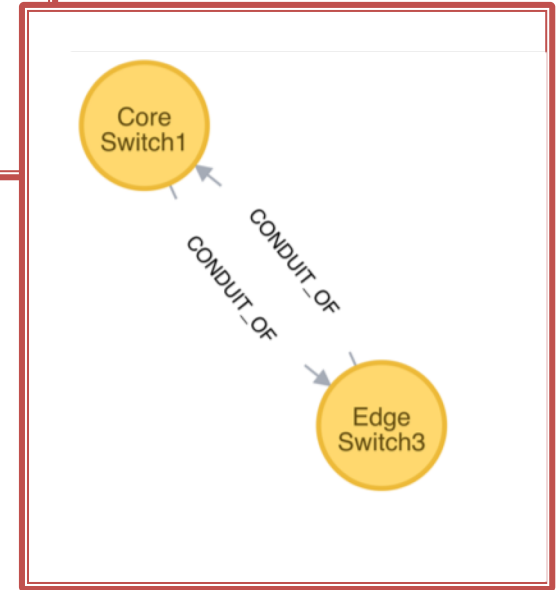 Core
Switch1
CONDUIT_OF
CONDUIT_OF
Edge
Switch3